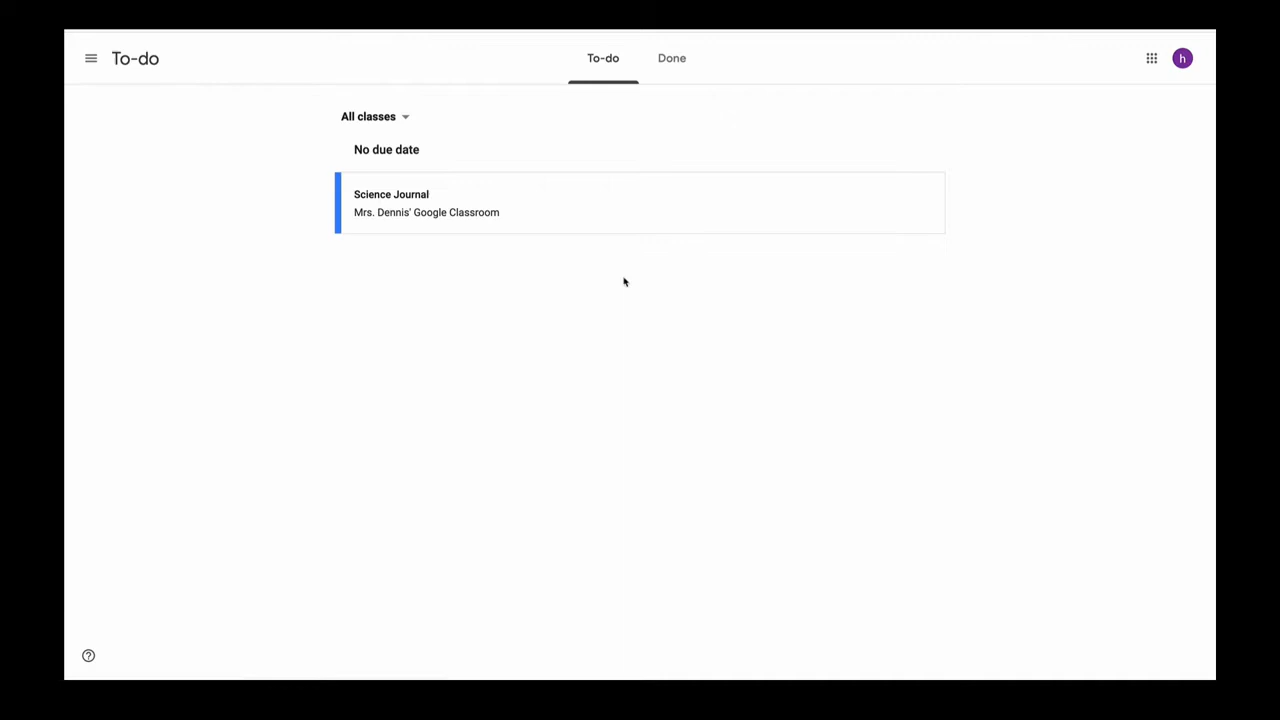 To-do
To-do
Done
h
All classes
No due date
Science Journal
Mrs. Dennis' Google Classroom
?